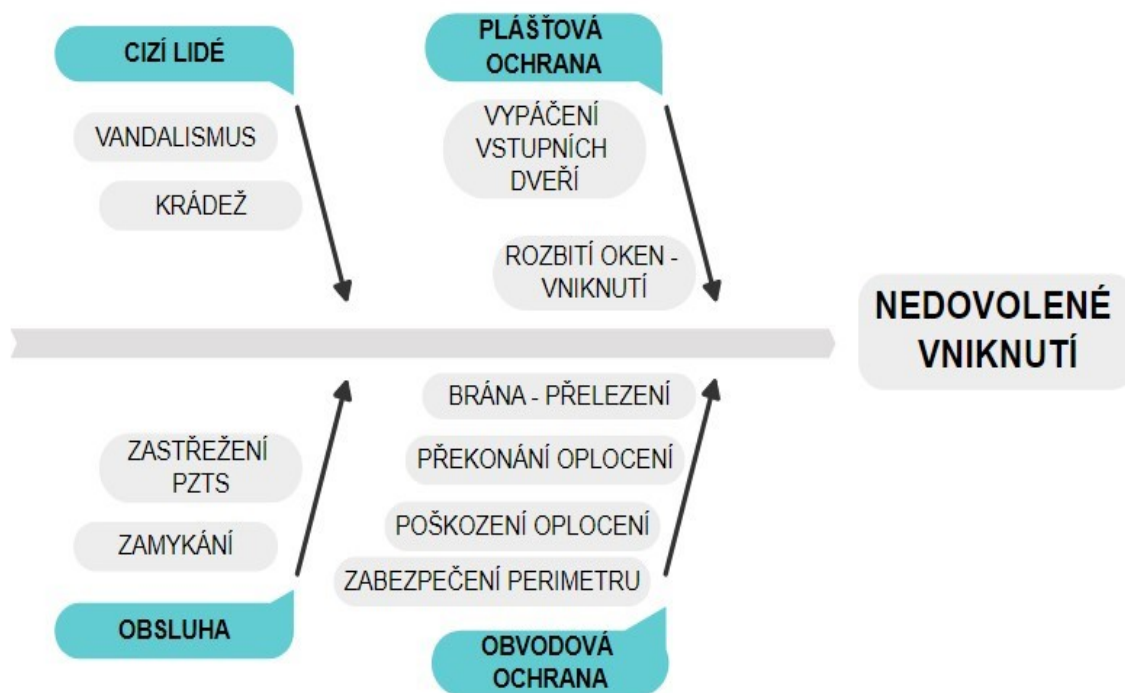 CIZÍ LIDÉ
VANDALISMUS
KRÁDEŽ
PLÁŠŤOVÁ
OCHRANA
VYPÁČENÍ
VSTUPNÍCH
DVEŘÍ
ROZBITÍ OKEN -
VNIKNUTÍ
NEDOVOLENÉ
VNIKNUTÍ
ZASTŘEŽENÍ
PZTS
ZAMYKÁNÍ
OBSLUHA
BRÁNA - PŘELEZENÍ
PŘEKONÁNÍ OPLOCENÍ
POŠKOZENÍ OPLOCENÍ
ZABEZPEČENÍ PERIMETRU
OBVODOVÁ
OCHRANA